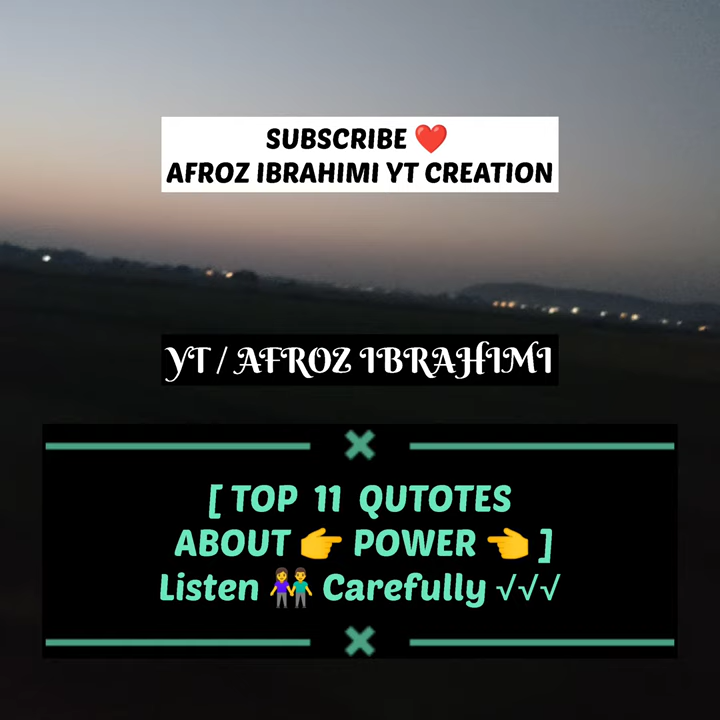 SUBSCRIBE ❤️
AFROZ IBRAHIMI YT CREATION
YT / AFROZ IBRAHIMI
[ TOP 11 QUTOTES
ABOUT 👉 POWER 👈 ]
Listen 👫 Carefully √√√